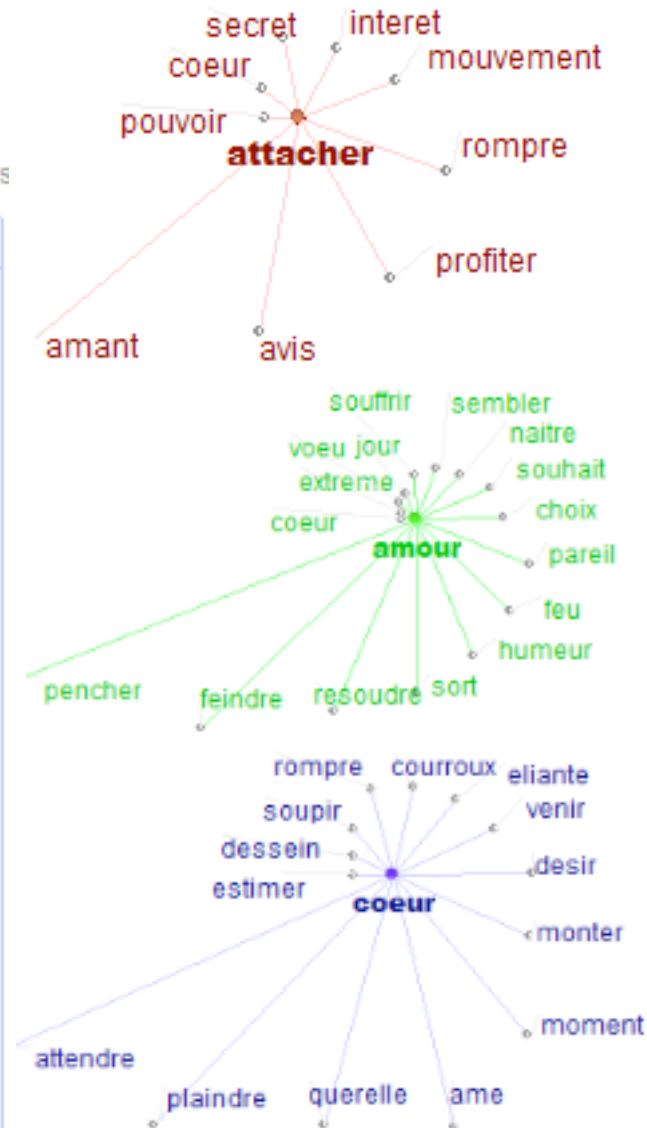 secret interet
coeur mouvement
pouvoir
attacher rompre
profiter
amant avis
souffrir sembler
voeu jour naitre
extreme souhait
coeur choix
amour pareil
feu
humeur
pencher feindre resoudre sort
rompre courroux eliante
soupir venir
dessein desir
estimer coeur
monter
moment
attendre
plaindre querelle ame